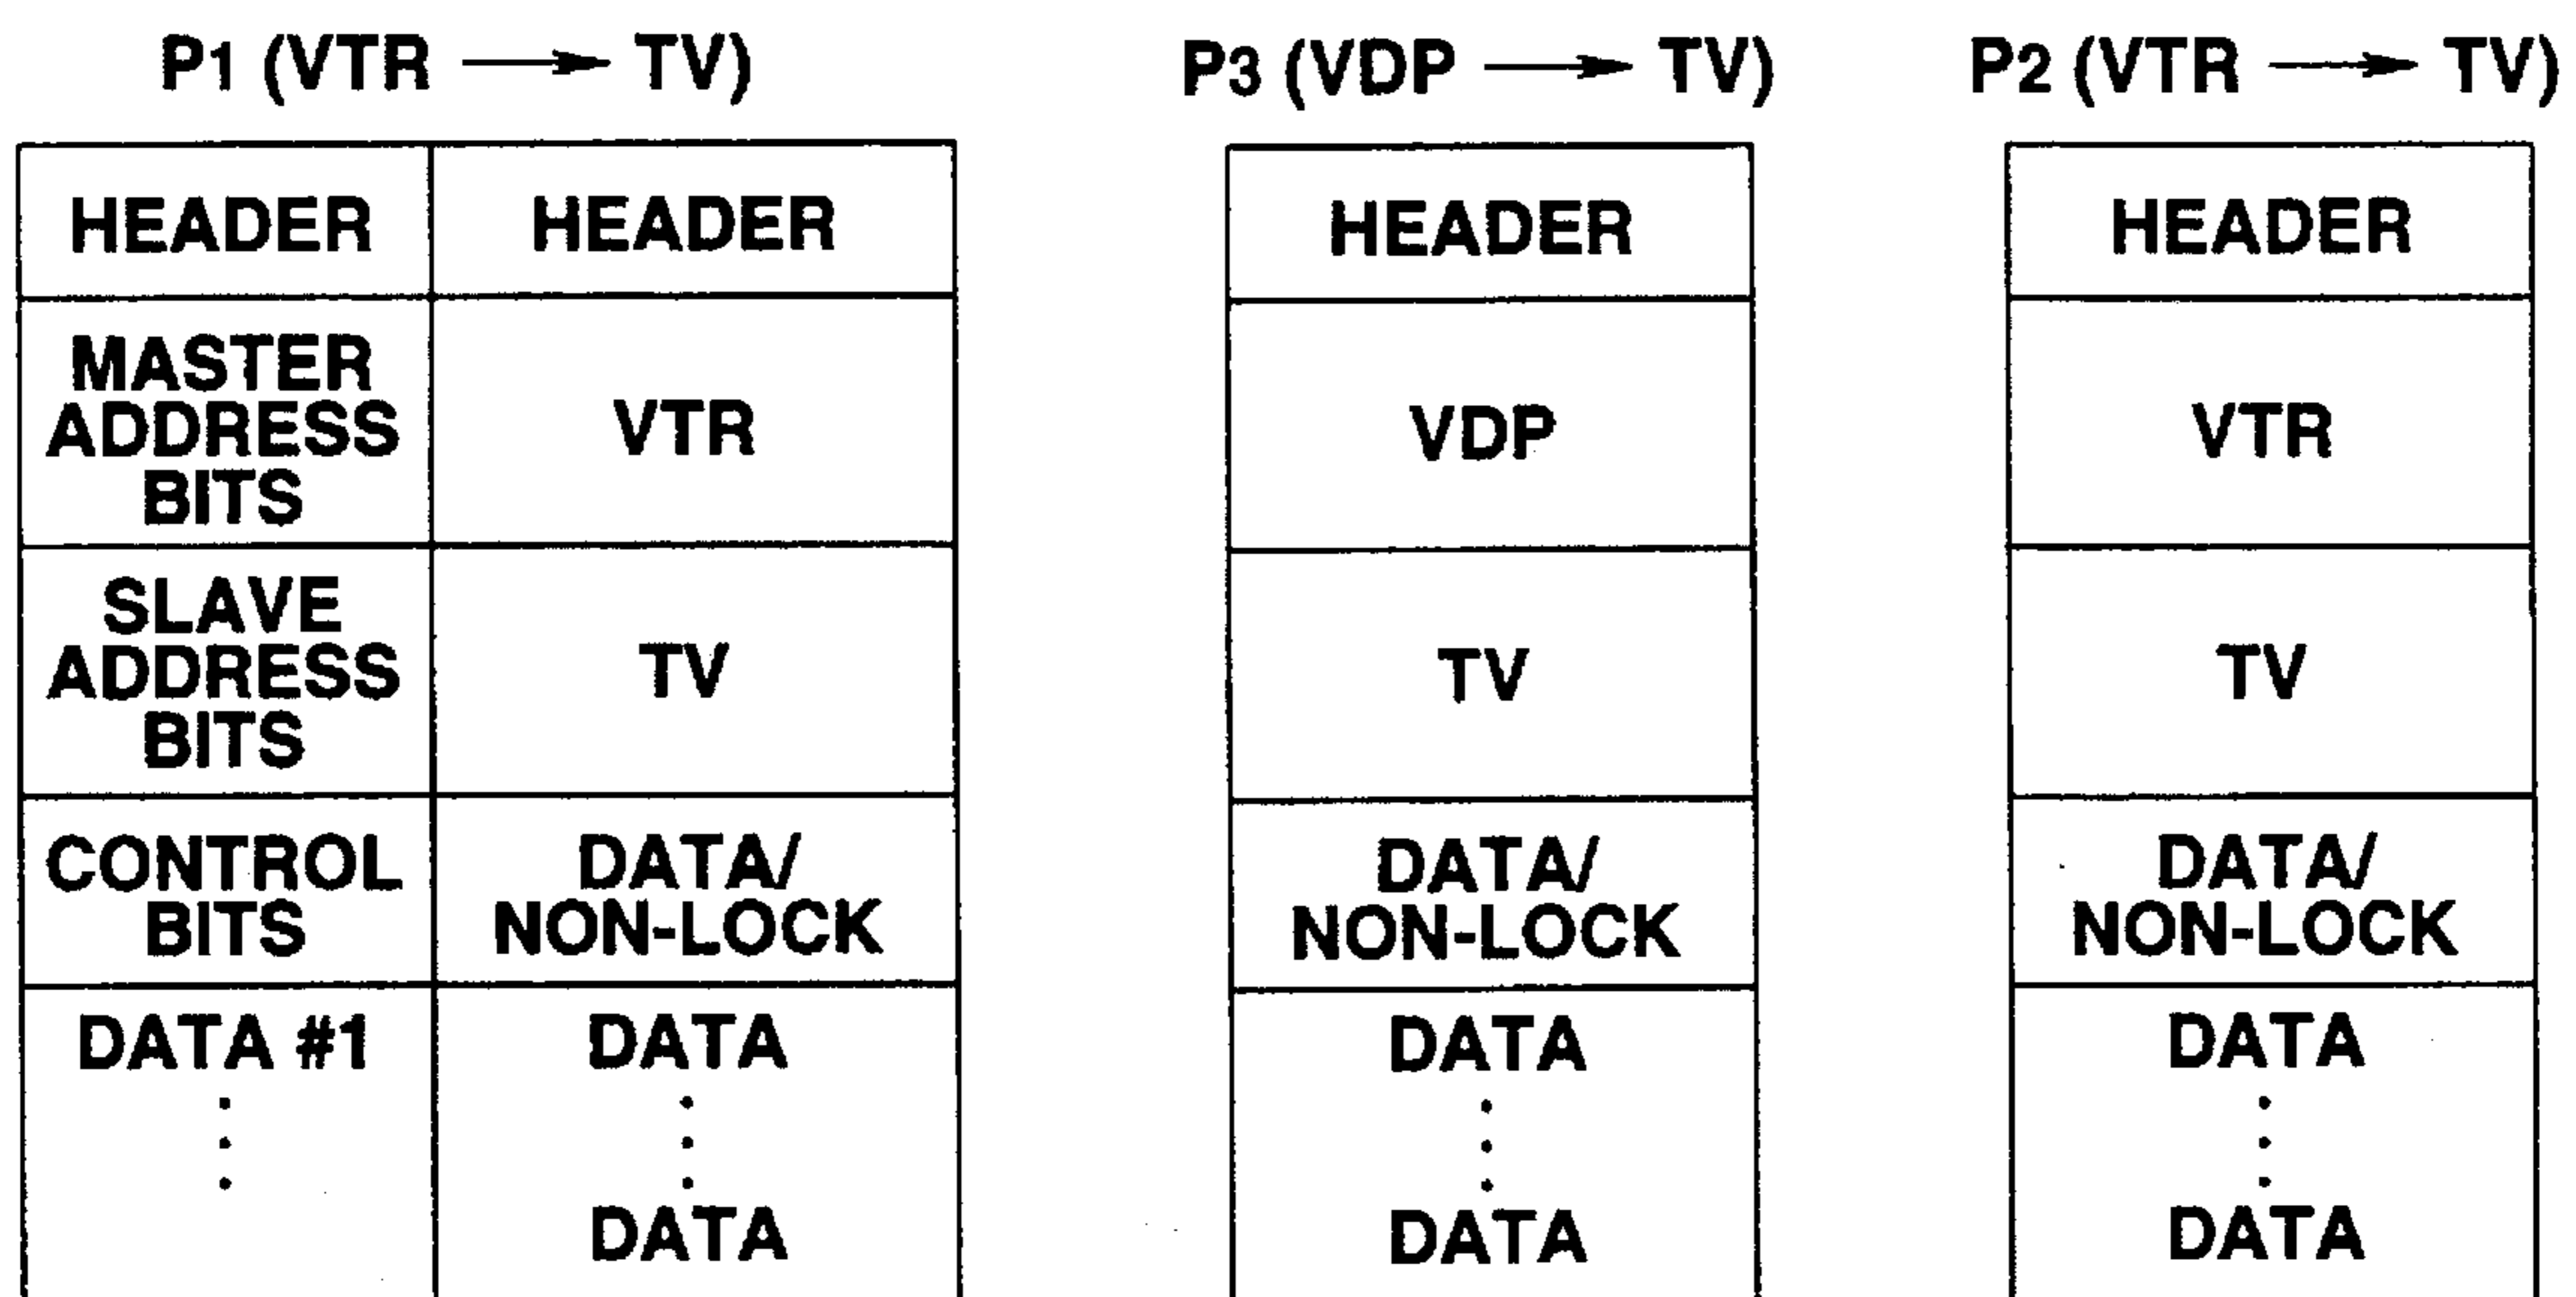 P1 (VTR → TV)
HEADER HEADER
MASTER
ADDRESS
BITS
VTR
SLAVE
ADDRESS
BITS
TV
CONTROL
BITS
DATA/
NON-LOCK
DATA #1
DATA
DATA
P3 (VDP → TV)
HEADER
VDP
TV
DATA/
NON-LOCK
DATA
DATA
P2 (VTR → TV)
HEADER
VTR
TV
DATA/
NON-LOCK
DATA
DATA